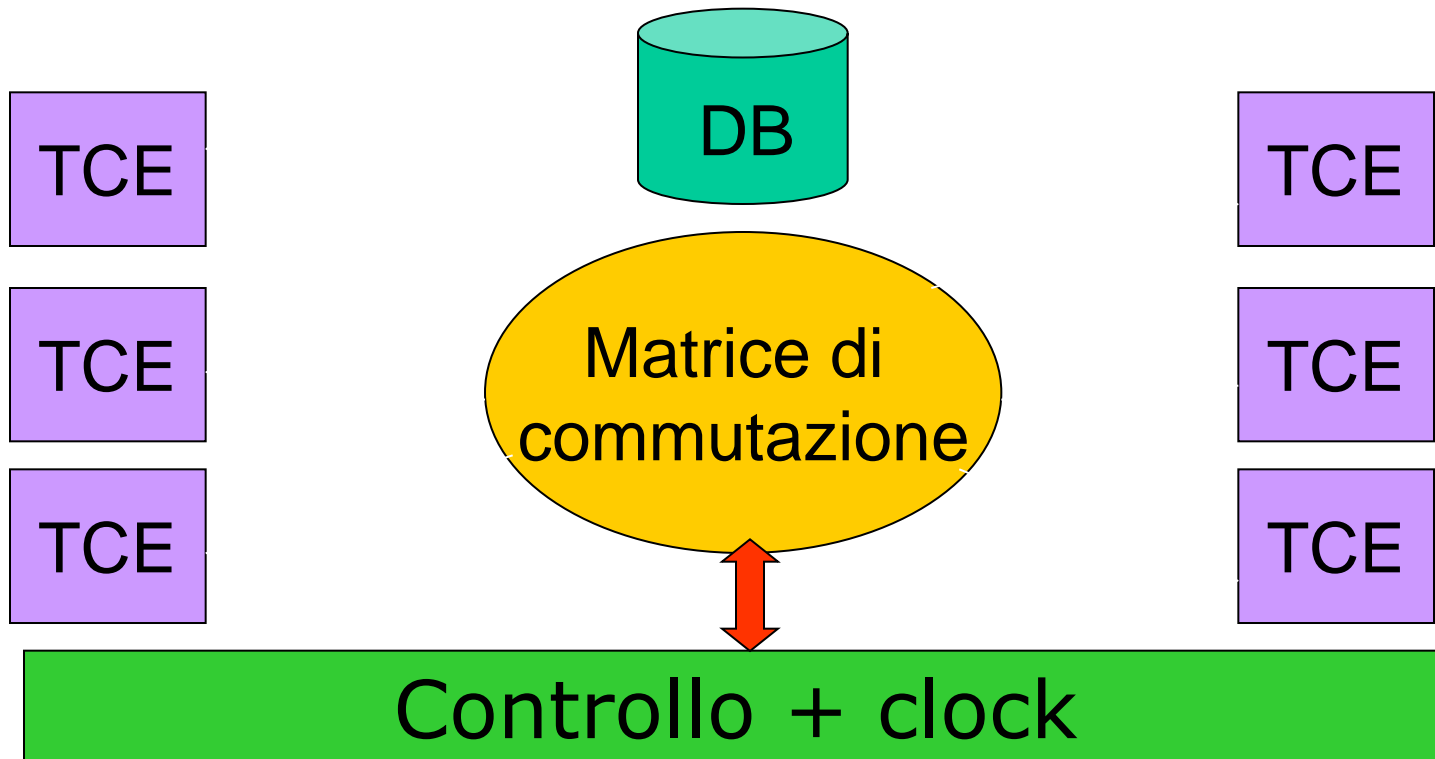 DB
TCE
TCE
TCE
TCE
Matrice di
commutazione
TCE
TCE
Controllo + clock